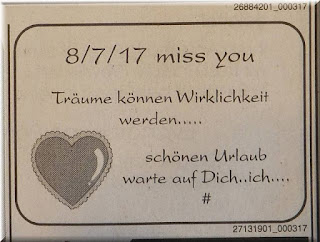 26884201_000317
8/7/17 miss you
Träume können Wirklichkeit
werden.....
schönen Urlaub
warte auf Dich..ich....
#
27131901_000317